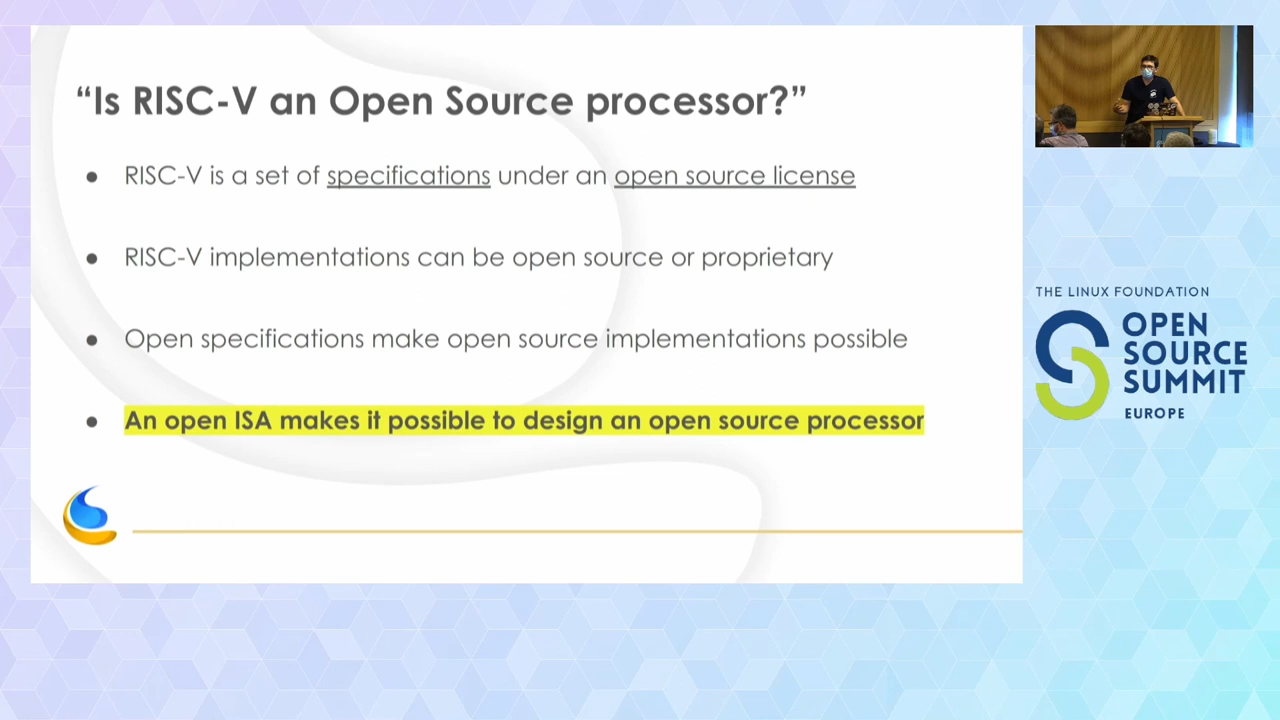 “Is RISC-V an Open Source processor?”
● RISC-V is a set of specifications under an open source license
● RISC-V implementations can be open source or proprietary
● Open specifications make open source implementations possible
● An open ISA makes it possible to design an open source processor
THE LINUX FOUNDATION
OPEN
SOURCE
SUMMIT
EUROPE